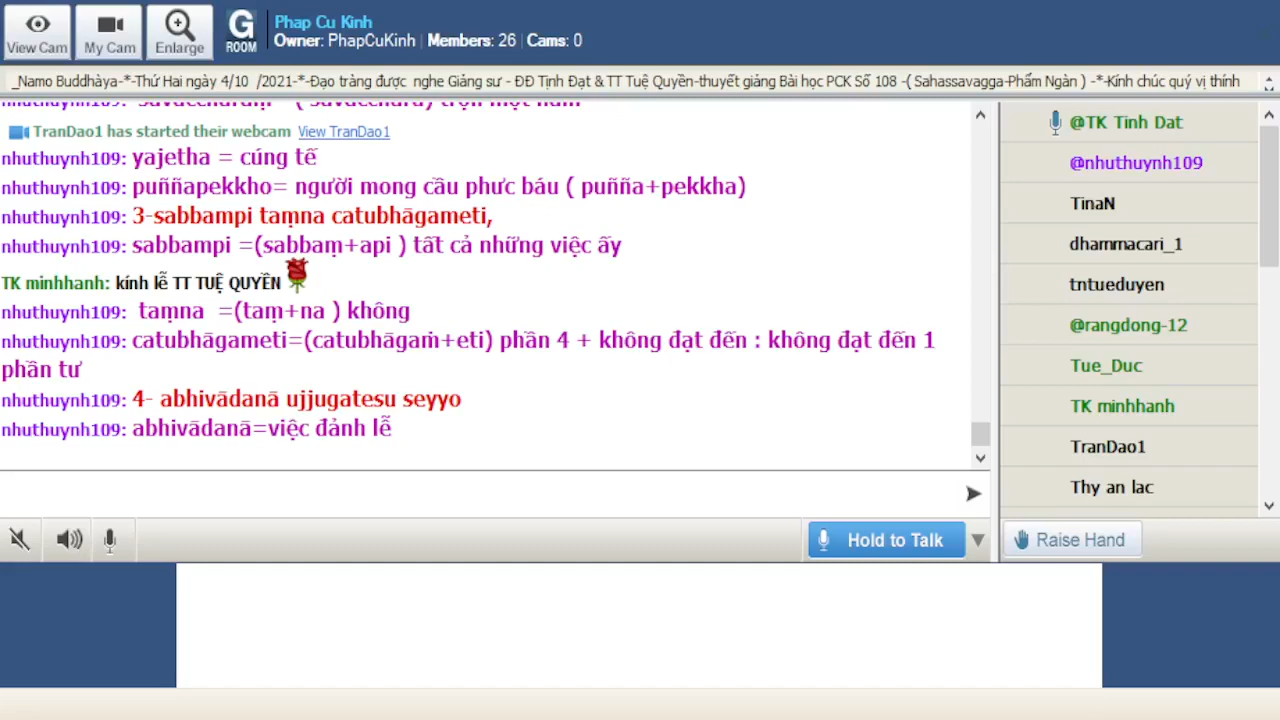 View Cam
My Cam
Enlarge
G ROOM
Phap Cu Kinh
Owner: PhapCuKinh | Members: 26 | Cams: 0
_Namo Buddhàya-*-Thứ Hai ngày 4/10 /2021-*-Đạo tràng được nghe Giảng sư - ĐĐ Tịnh Đạt & TT Tuệ Quyền-thuyết giảng Bài học PCK Số 108 -( Sahassavagga-Phẩm Ngàn ) -*-Kính chúc quý vị thính
TranDao1 has started their webcam View TranDao1
nhuthuynh109: yajetha = cúng tế
nhuthuynh109: puññapekkho= người mong cầu phưc báu ( puñña+pekkha)
nhuthuynh109: 3-sabbampi taṃna catubhāgameti,
nhuthuynh109: sabbampi =(sabbaṃ+api ) tất cả những việc ấy
TK minhhanh: kính lễ TT TUỆ QUYỀN
nhuthuynh109: taṃna =(taṃ+na ) không
nhuthuynh109: catubhāgameti=(catubhāgaṁ+eti) phần 4 + không đạt đến : không đạt đến 1
phần tư
nhuthuynh109: 4- abhivādanā ujjugatesu seyyo
nhuthuynh109: abhivādanā=việc đảnh lễ
@TK Tinh Dat
@nhuthuynh109
TinaN
dhammacari_1
tntueduyen
@rangdong-12
Tue_Duc
TK minhhanh
TranDao1
Thy an lac
Hold to Talk
Raise Hand